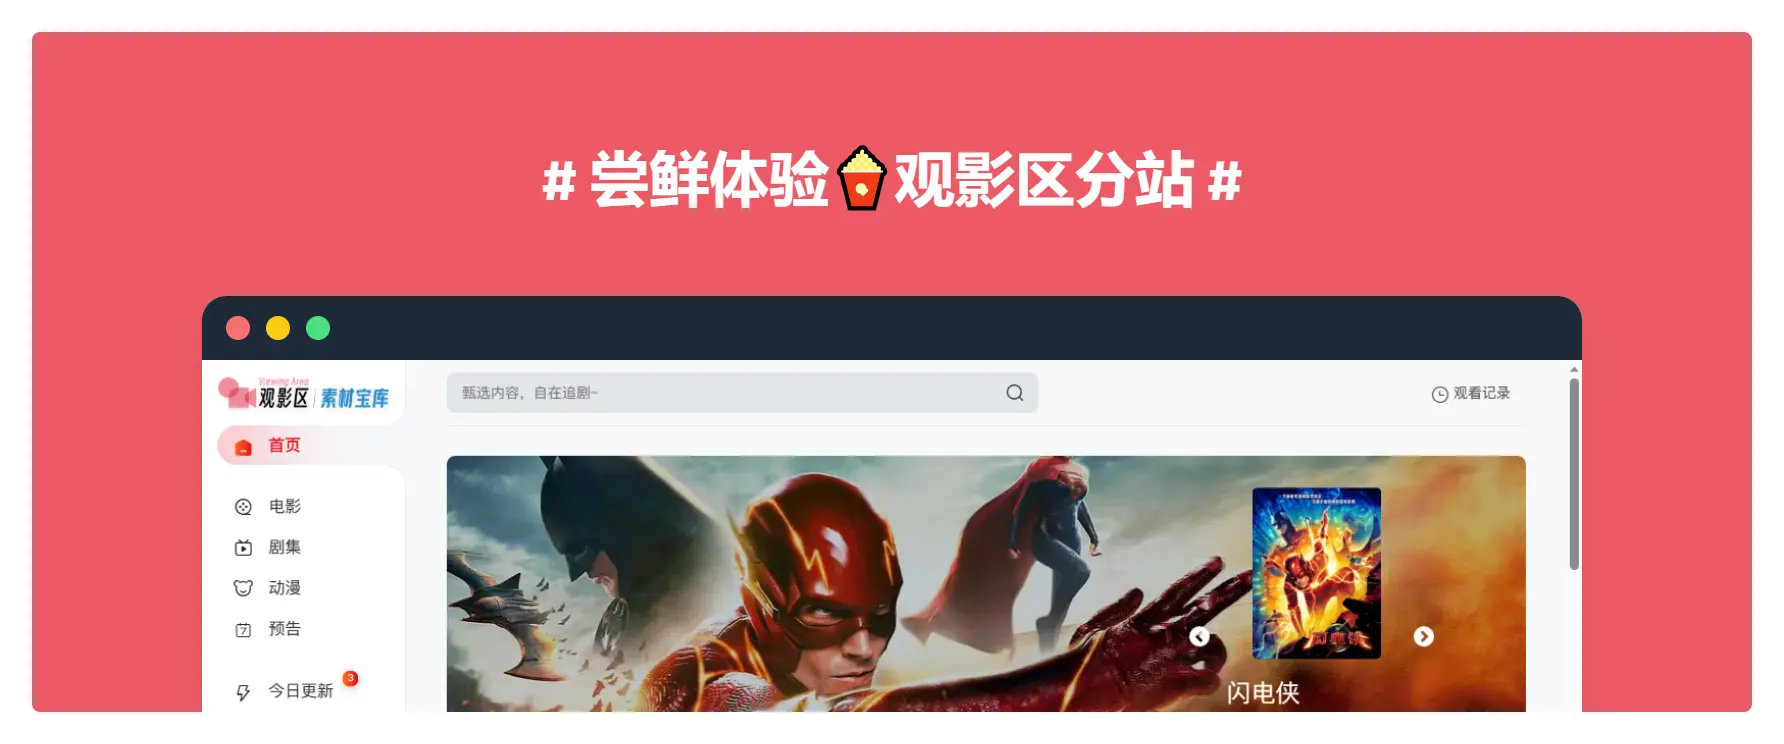 # 尝鲜体验🍿观影区分站 #
Viewing Area
观影区 | 素材宝库
甄选内容，自在追剧~
观看记录
首页
电影
剧集
动漫
7
预告
今日更新
3
闪电侠
闪电侠